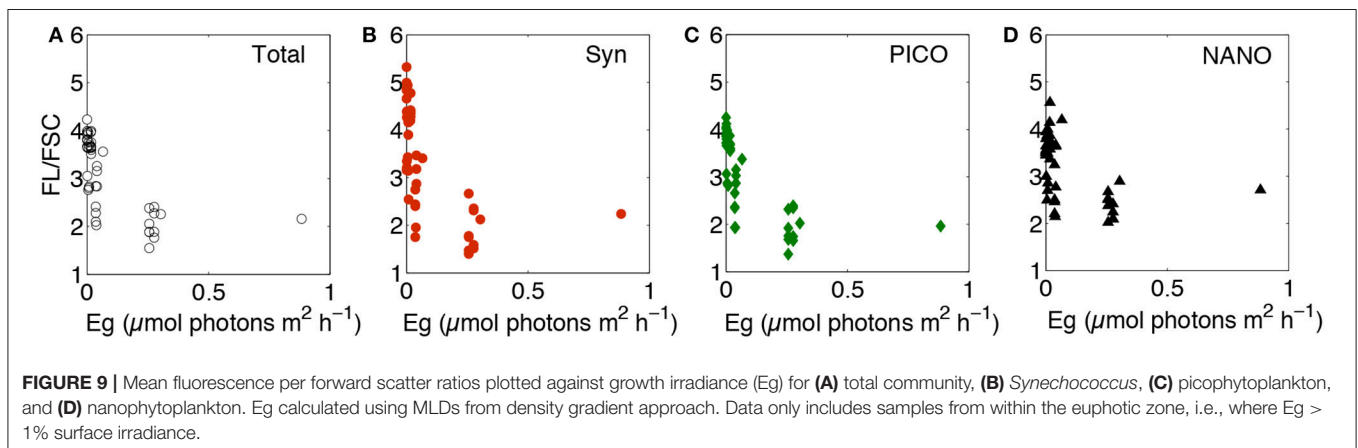 A
Total
6
5
4
3
2
1
FL/FSC
0
0.5
1
Eg (µmol photons m² h⁻¹)
B
Syn
6
5
4
3
2
1
0
0.5
1
Eg (µmol photons m² h⁻¹)
C
PICO
6
5
4
3
2
1
0
0.5
1
Eg (µmol photons m² h⁻¹)
D
NANO
6
5
4
3
2
1
0
0.5
1
Eg (µmol photons m² h⁻¹)
FIGURE 9 | Mean fluorescence per forward scatter ratios plotted against growth irradiance (Eg) for (A) total community, (B) Synechococcus, (C) picophytoplankton,
and (D) nanophytoplankton. Eg calculated using MLDs from density gradient approach. Data only includes samples from within the euphotic zone, i.e., where Eg >
1% surface irradiance.